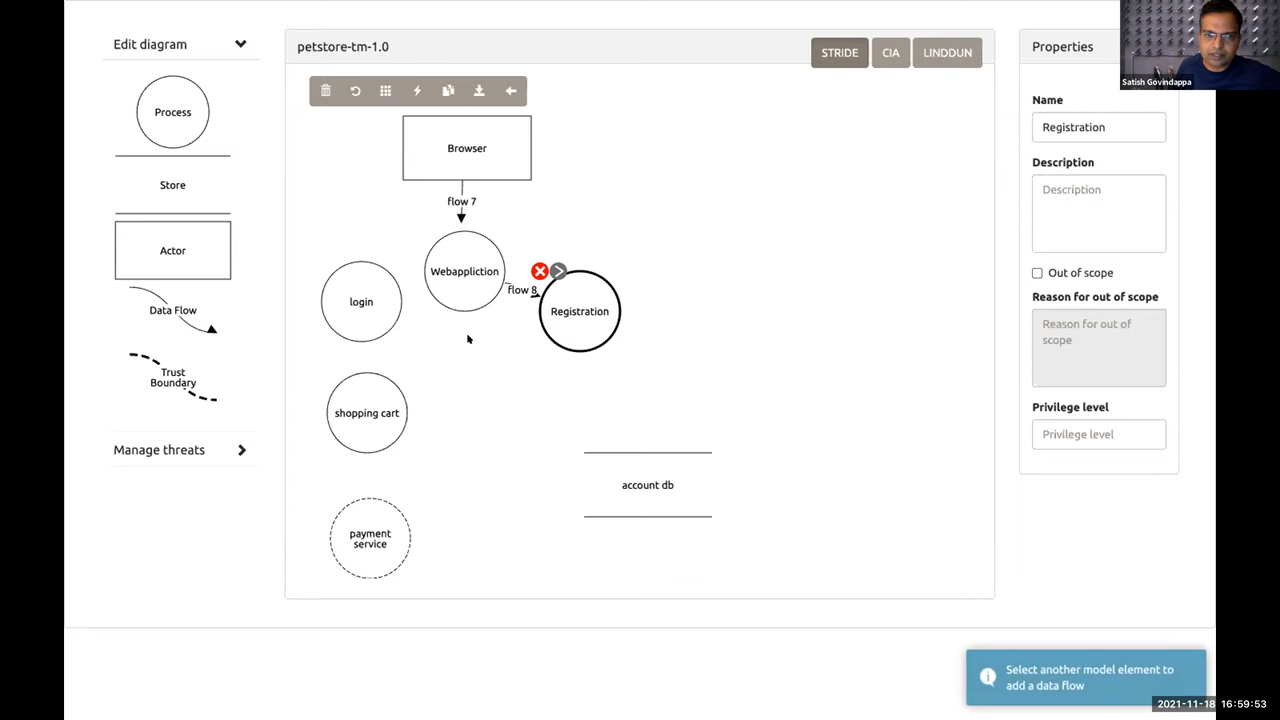 Edit diagram
Process
Store
Actor
Data Flow
Trust
Boundary
Manage threats
petstore-tm-1.0
STRIDE
CIA
LINDDUN
Browser
flow 7
Webappliction
flow 8
Registration
login
shopping cart
payment
service
account db
Properties
Name
Registration
Description
Description
Out of scope
Reason for out of scope
Reason for out of
scope
Privilege level
Privilege level
Satish Govindappa
Select another model element to
add a data flow
2021-11-18 16:59:53